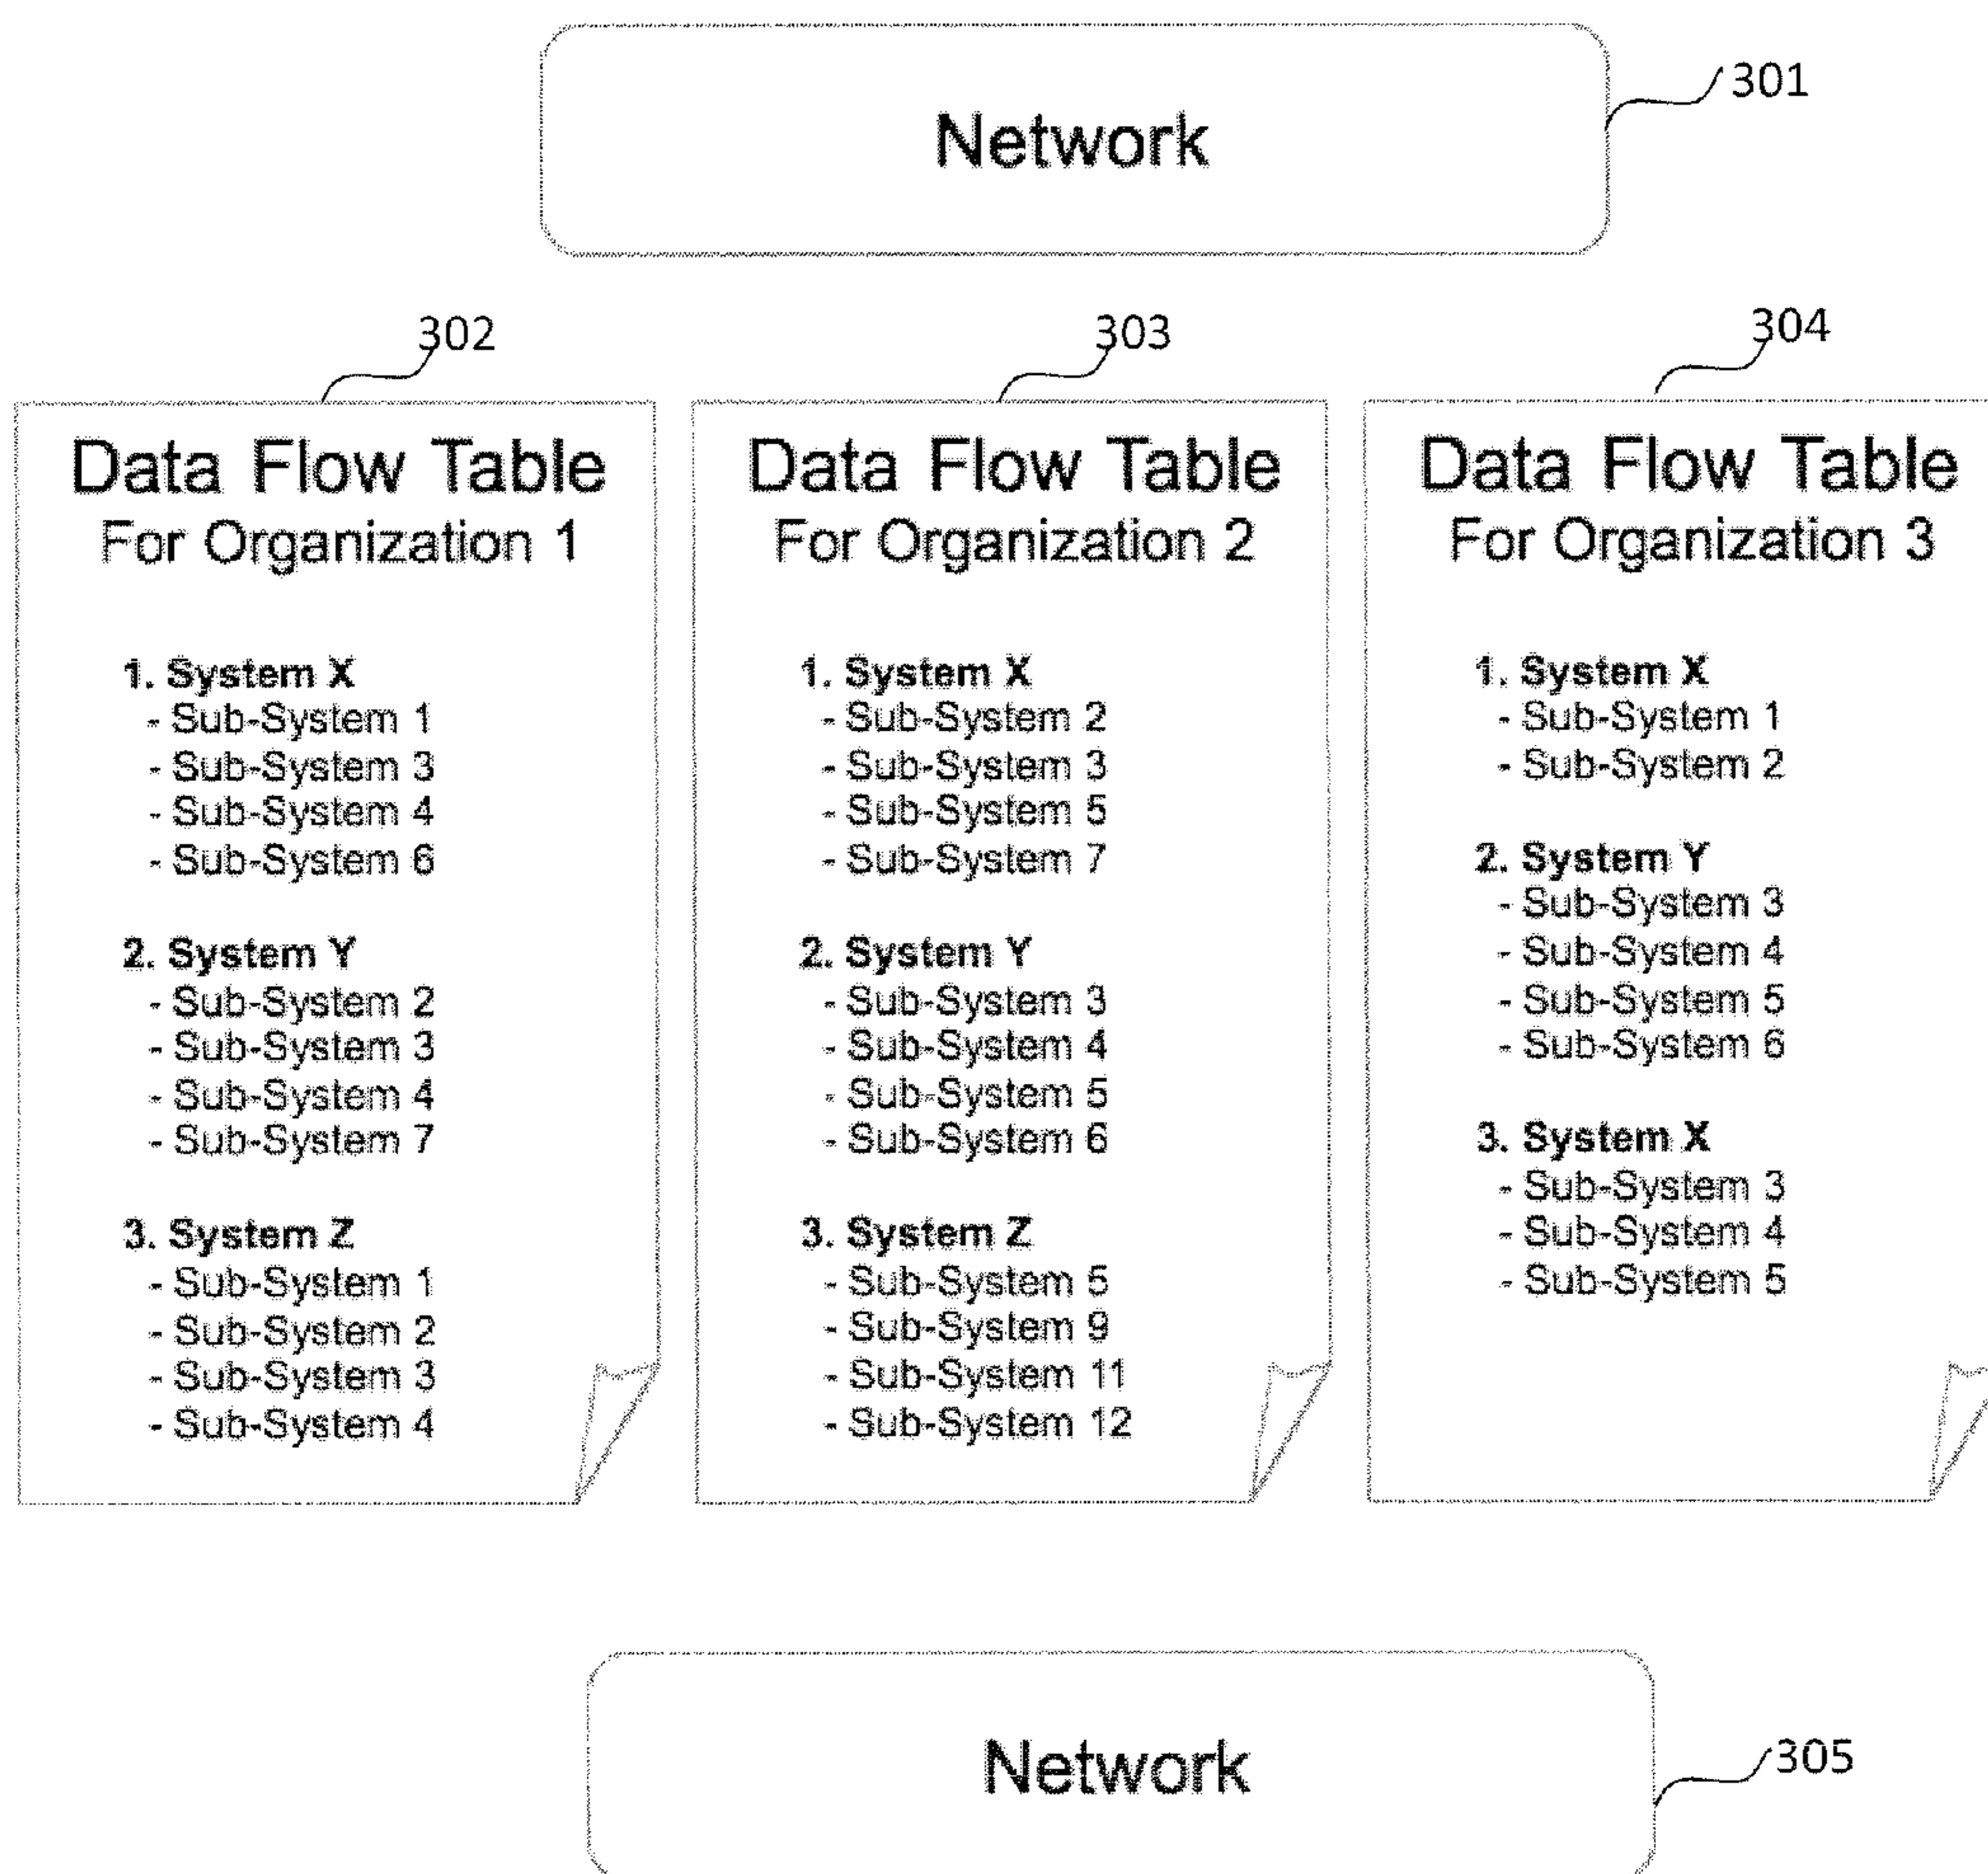 Network
301
302
Data Flow Table
For Organization 1
1. System X
- Sub-System 1
- Sub-System 3
- Sub-System 4
- Sub-System 6
2. System Y
- Sub-System 2
- Sub-System 3
- Sub-System 4
- Sub-System 7
3. System Z
- Sub-System 1
- Sub-System 2
- Sub-System 3
- Sub-System 4
303
Data Flow Table
For Organization 2
1. System X
- Sub-System 2
- Sub-System 3
- Sub-System 5
- Sub-System 7
2. System Y
- Sub-System 3
- Sub-System 4
- Sub-System 5
- Sub-System 6
3. System Z
- Sub-System 5
- Sub-System 9
- Sub-System 11
- Sub-System 12
304
Data Flow Table
For Organization 3
1. System X
- Sub-System 1
- Sub-System 2
2. System Y
- Sub-System 3
- Sub-System 4
- Sub-System 5
- Sub-System 6
3. System X
- Sub-System 3
- Sub-System 4
- Sub-System 5
Network
305